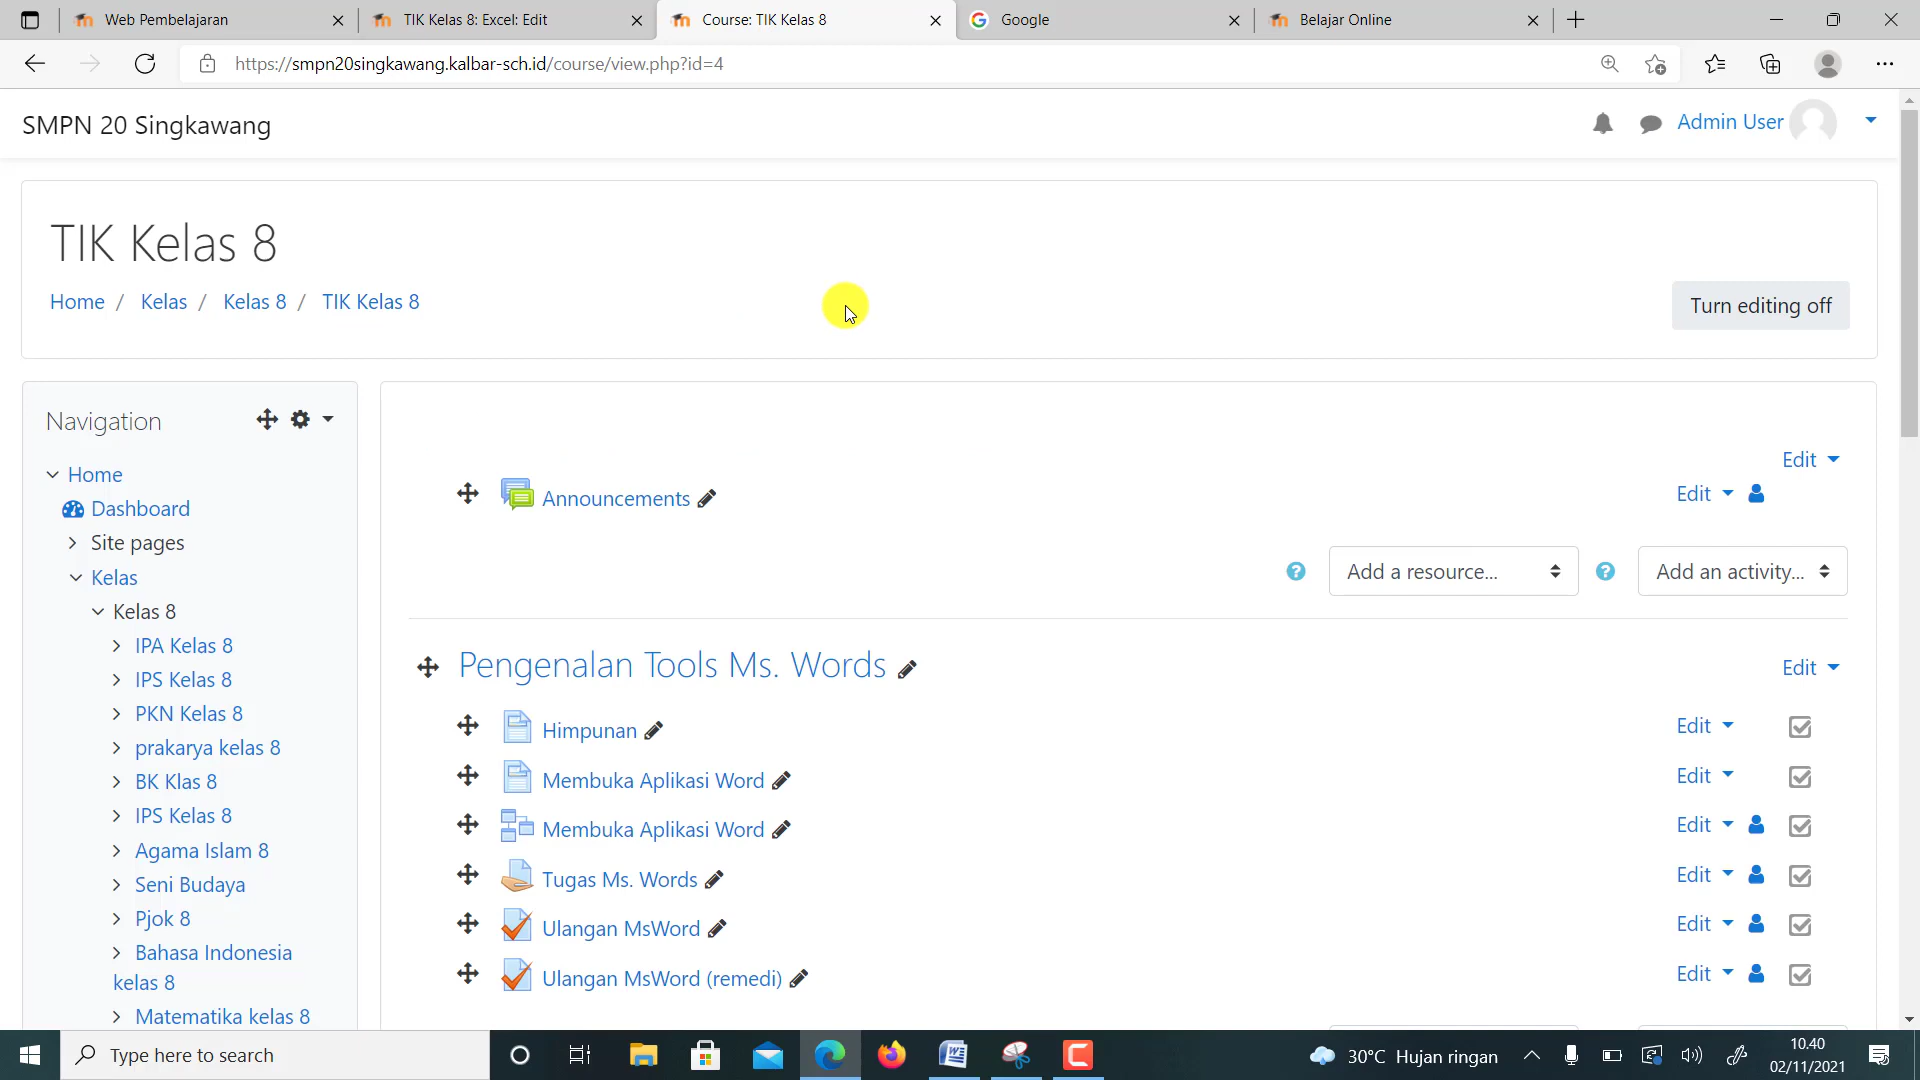 Web Pembelajaran
TIK Kelas 8: Excel: Edit
Course: TIK Kelas 8
Google
Belajar Online
https://smpn20singkawang.kalbar-sch.id/course/view.php?id=4
SMPN 20 Singkawang
Admin User
TIK Kelas 8
Home / Kelas / Kelas 8 / TIK Kelas 8
Turn editing off
Navigation
Home
Dashboard
Site pages
Kelas
Kelas 8
IPA Kelas 8
IPS Kelas 8
PKN Kelas 8
prakarya kelas 8
BK Klas 8
IPS Kelas 8
Agama Islam 8
Seni Budaya
Pjok 8
Bahasa Indonesia
kelas 8
Matematika kelas 8
Edit
Announcements Edit
Add a resource... Add an activity...
Pengenalan Tools Ms. Words Edit
Himpunan Edit
Membuka Aplikasi Word Edit
Membuka Aplikasi Word Edit
Tugas Ms. Words Edit
Ulangan MsWord Edit
Ulangan MsWord (remedi) Edit
Type here to search
30°C Hujan ringan
10.40
02/11/2021